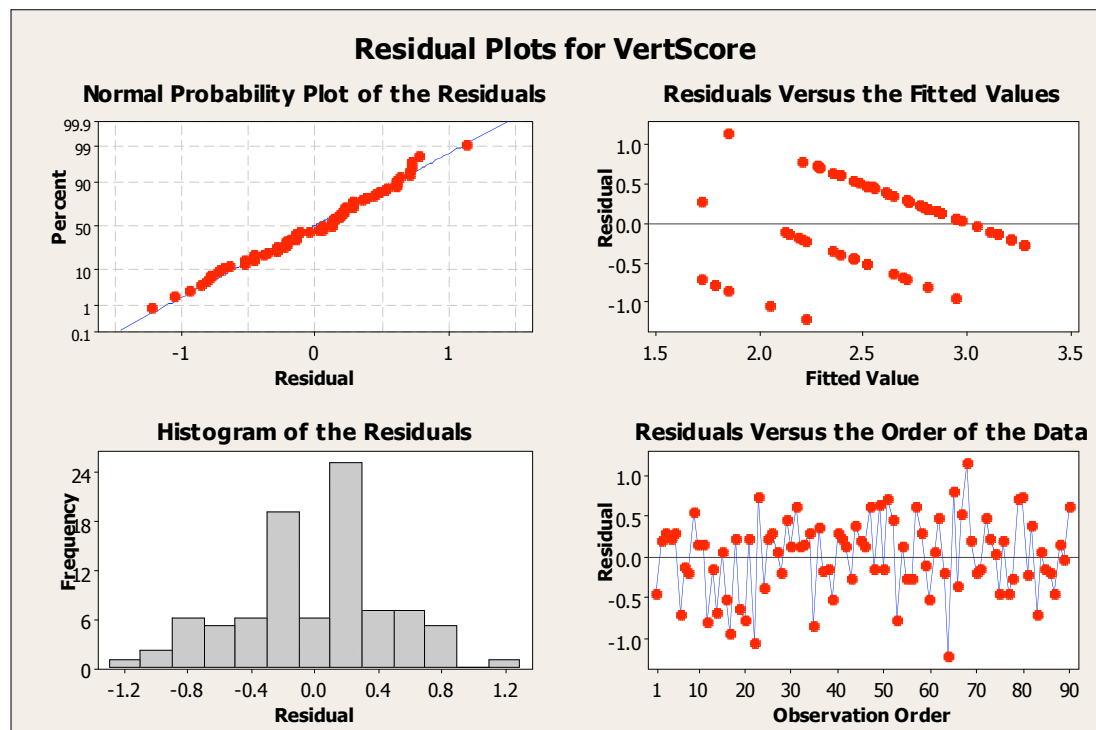 Residual Plots for VertScore
Normal Probability Plot of the Residuals
99.9
99
90
50
10
1
0.1
Percent
-1 0 1
Residual
Residuals Versus the Fitted Values
1.0
0.5
0.0
-0.5
-1.0
Residual
1.5 2.0 2.5 3.0 3.5
Fitted Value
Histogram of the Residuals
24
18
12
6
0
Frequency
-1.2 -0.8 -0.4 0.0 0.4 0.8 1.2
Residual
Residuals Versus the Order of the Data
1.0
0.5
0.0
-0.5
-1.0
Residual
1 10 20 30 40 50 60 70 80 90
Observation Order